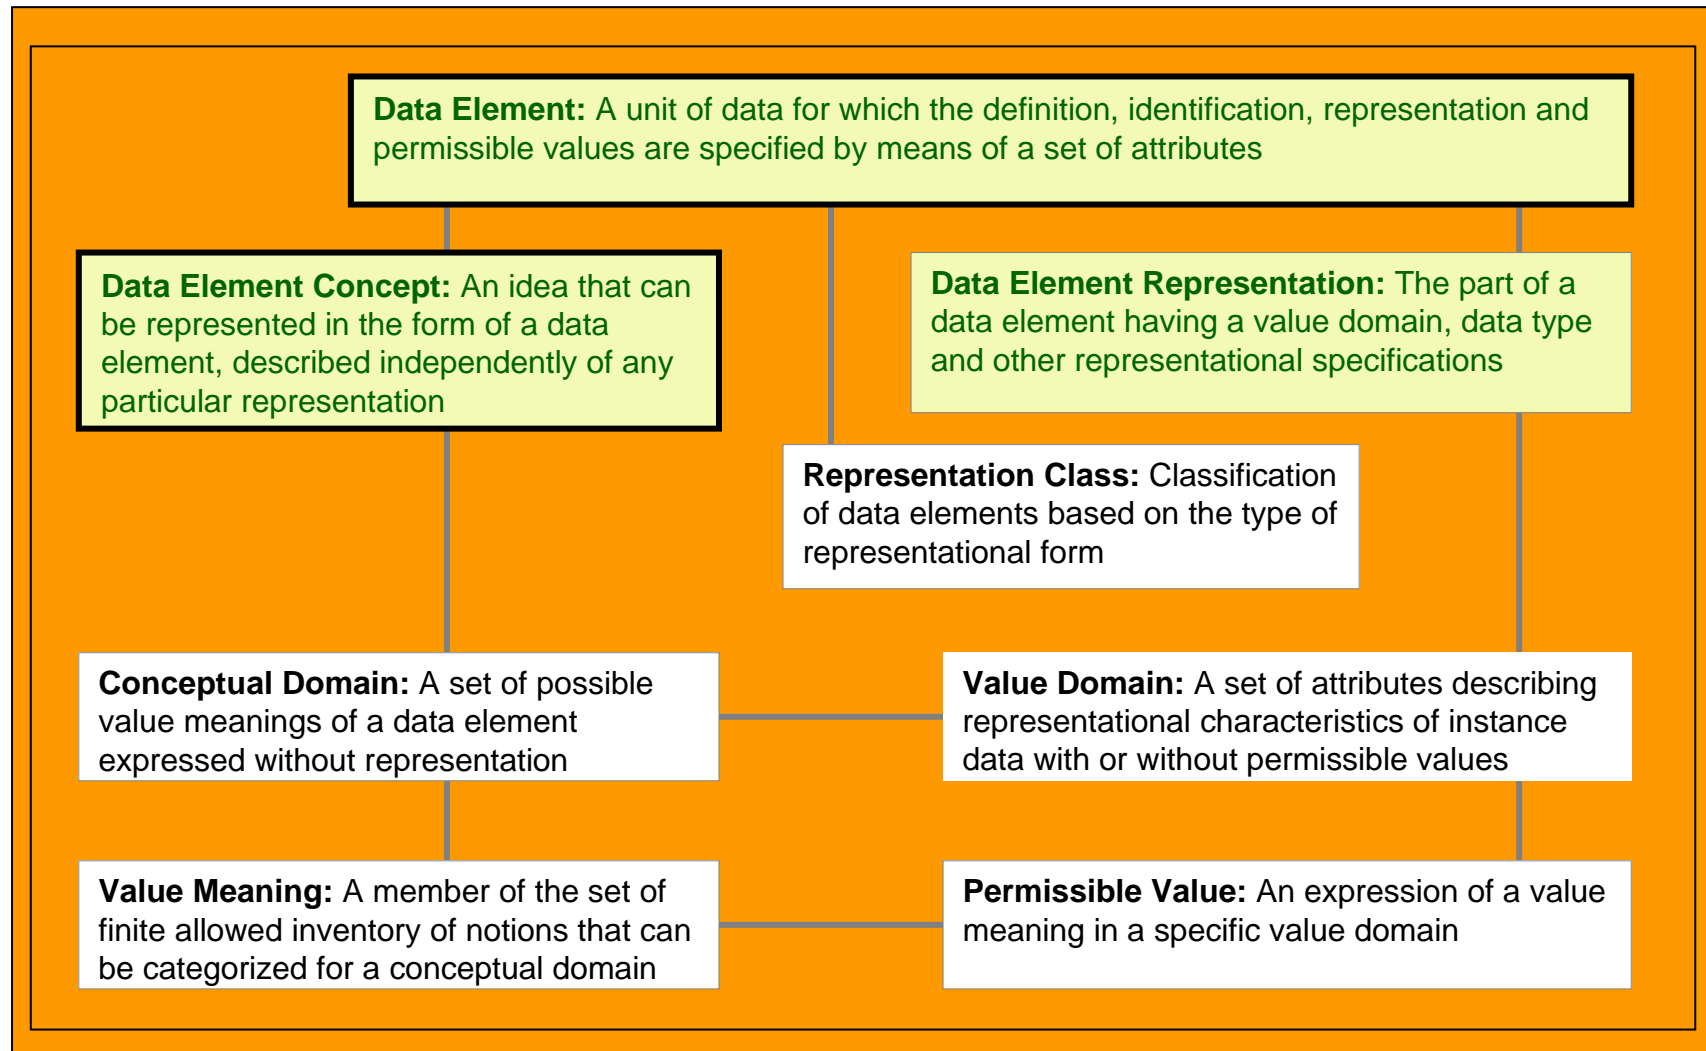 Data Element: A unit of data for which the definition, identification, representation and
permissible values are specified by means of a set of attributes
Data Element Concept: An idea that can
be represented in the form of a data
element, described independently of any
particular representation
Data Element Representation: The part of a
data element having a value domain, data type
and other representational specifications
Representation Class: Classification
of data elements based on the type of
representational form
Conceptual Domain: A set of possible
value meanings of a data element
expressed without representation
Value Domain: A set of attributes describing
representational characteristics of instance
data with or without permissible values
Value Meaning: A member of the set of
finite allowed inventory of notions that can
be categorized for a conceptual domain
Permissible Value: An expression of a value
meaning in a specific value domain